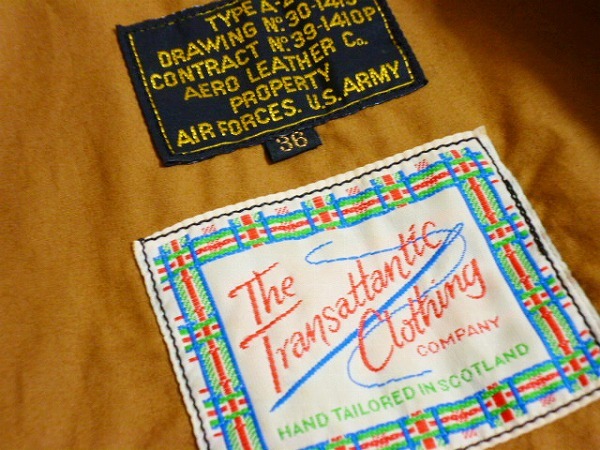 TYPE
DRAWING Nº 30-1415
CONTRACT Nº 39-1410P
AERO LEATHER Co.
PROPERTY
AIR FORCES. U.S. ARMY
36
The
Transatlantic
Clothing
COMPANY
HAND TAILORED IN SCOTLAND